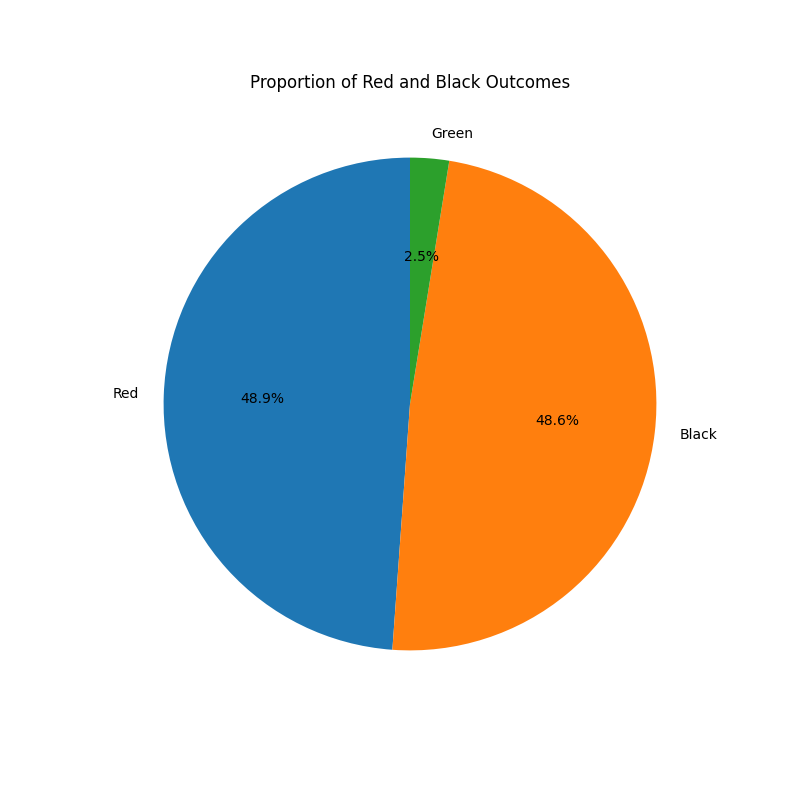 Proportion of Red and Black Outcomes
Green
2.5%
Red
48.9%
48.6%
Black